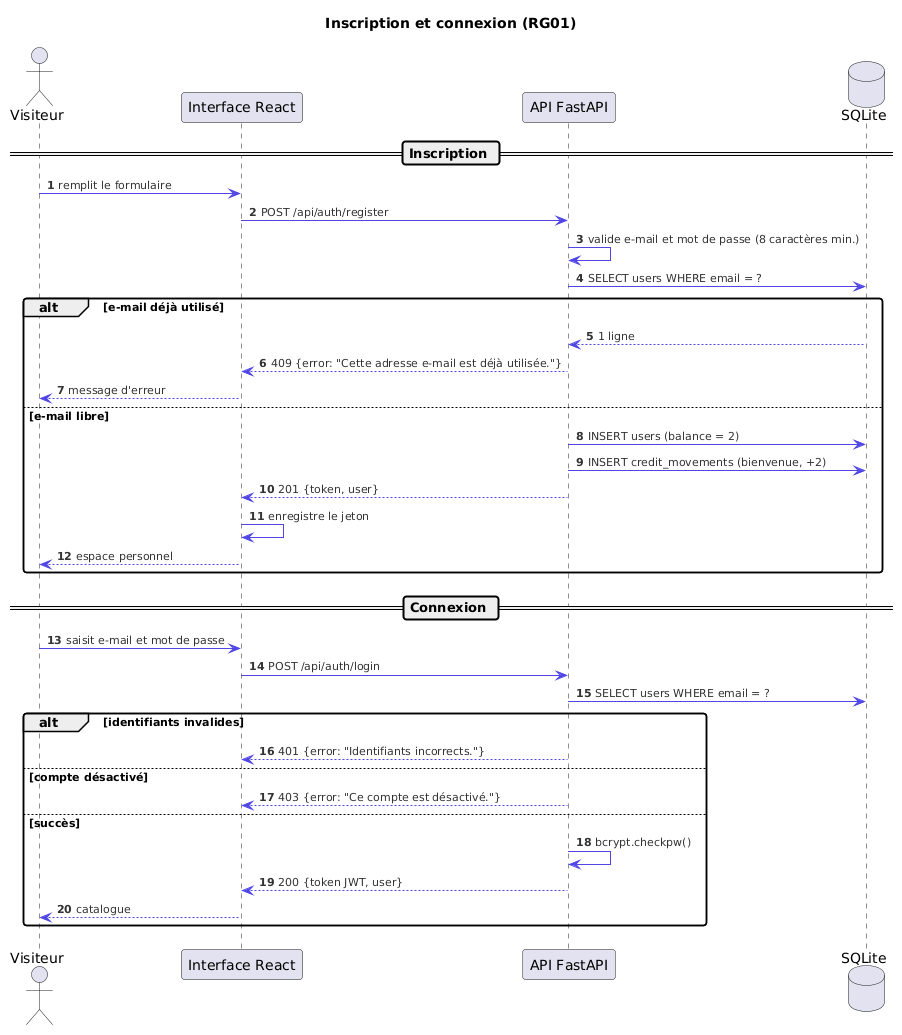 Inscription et connexion (RG01)
Visiteur
Interface React
API FastAPI
SQLite
Inscription
1 remplit le formulaire
2 POST /api/auth/register
3 valide e-mail et mot de passe (8 caractères min.)
4 SELECT users WHERE email = ?
alt [e-mail déjà utilisé]
5 1 ligne
6 409 {error: "Cette adresse e-mail est déjà utilisée."}
7 message d'erreur
[e-mail libre]
8 INSERT users (balance = 2)
9 INSERT credit_movements (bienvenue, +2)
10 201 {token, user}
11 enregistre le jeton
12 espace personnel
Connexion
13 saisit e-mail et mot de passe
14 POST /api/auth/login
15 SELECT users WHERE email = ?
alt [identifiants invalides]
16 401 {error: "Identifiants incorrects."}
[compte désactivé]
17 403 {error: "Ce compte est désactivé."}
[succès]
18 bcrypt.checkpw()
19 200 {token JWT, user}
20 catalogue
Visiteur
Interface React
API FastAPI
SQLite